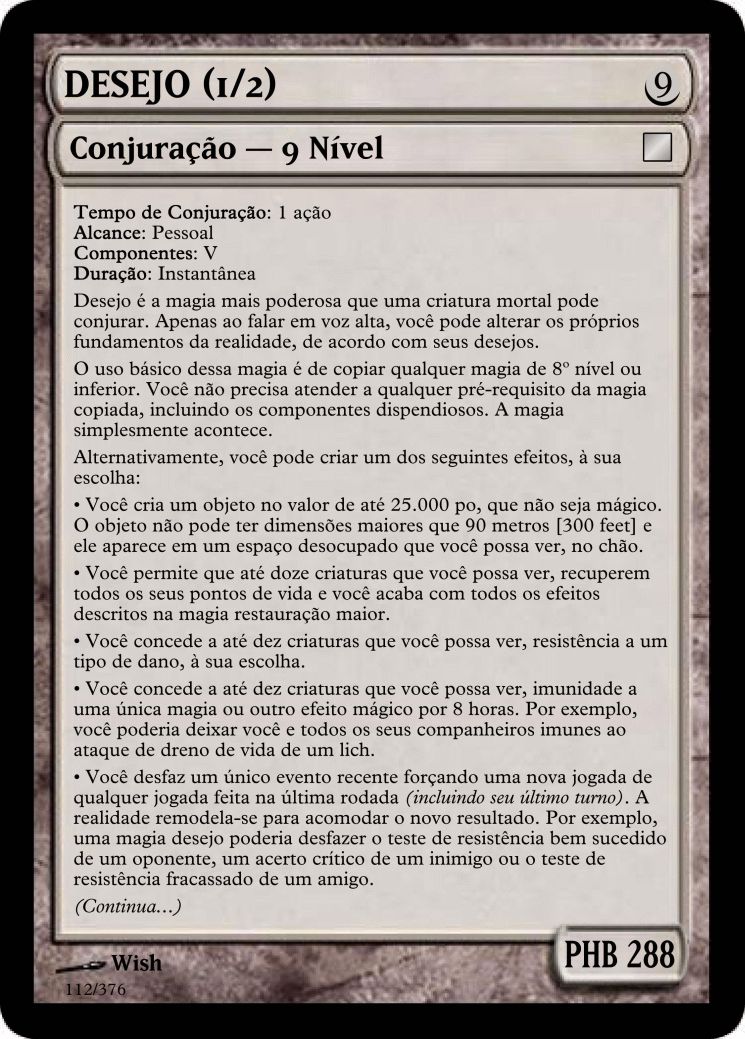 DESEJO (1/2)
9
Conjuração — 9 Nível
Tempo de Conjuração: 1 ação
Alcance: Pessoal
Componentes: V
Duração: Instantânea
Desejo é a magia mais poderosa que uma criatura mortal pode
conjurar. Apenas ao falar em voz alta, você pode alterar os próprios
fundamentos da realidade, de acordo com seus desejos.
O uso básico dessa magia é de copiar qualquer magia de 8º nível ou
inferior. Você não precisa atender a qualquer pré-requisito da magia
copiada, incluindo os componentes dispendiosos. A magia
simplesmente acontece.
Alternativamente, você pode criar um dos seguintes efeitos, à sua
escolha:
• Você cria um objeto no valor de até 25.000 po, que não seja mágico.
O objeto não pode ter dimensões maiores que 90 metros [300 feet] e
ele aparece em um espaço desocupado que você possa ver, no chão.
• Você permite que até doze criaturas que você possa ver, recuperem
todos os seus pontos de vida e você acaba com todos os efeitos
descritos na magia restauração maior.
• Você concede a até dez criaturas que você possa ver, resistência a um
tipo de dano, à sua escolha.
• Você concede a até dez criaturas que você possa ver, imunidade a
uma única magia ou outro efeito mágico por 8 horas. Por exemplo,
você poderia deixar você e todos os seus companheiros imunes ao
ataque de dreno de vida de um lich.
• Você desfaz um único evento recente forçando uma nova jogada de
qualquer jogada feita na última rodada (incluindo seu último turno). A
realidade remodela-se para acomodar o novo resultado. Por exemplo,
uma magia desejo poderia desfazer o teste de resistência bem sucedido
de um oponente, um acerto crítico de um inimigo ou o teste de
resistência fracassado de um amigo.
(Continua...)
PHB 288
Wish
112/376